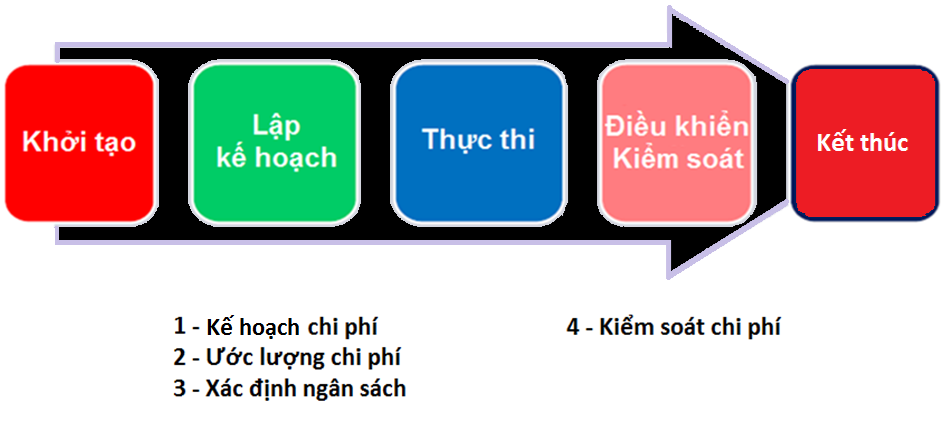 Khởi tạo
Lập
kế hoạch
Thực thi
Điều khiển
Kiểm soát
Kết thúc
1 - Kế hoạch chi phí
2 - Ước lượng chi phí
3 - Xác định ngân sách
4 - Kiểm soát chi phí